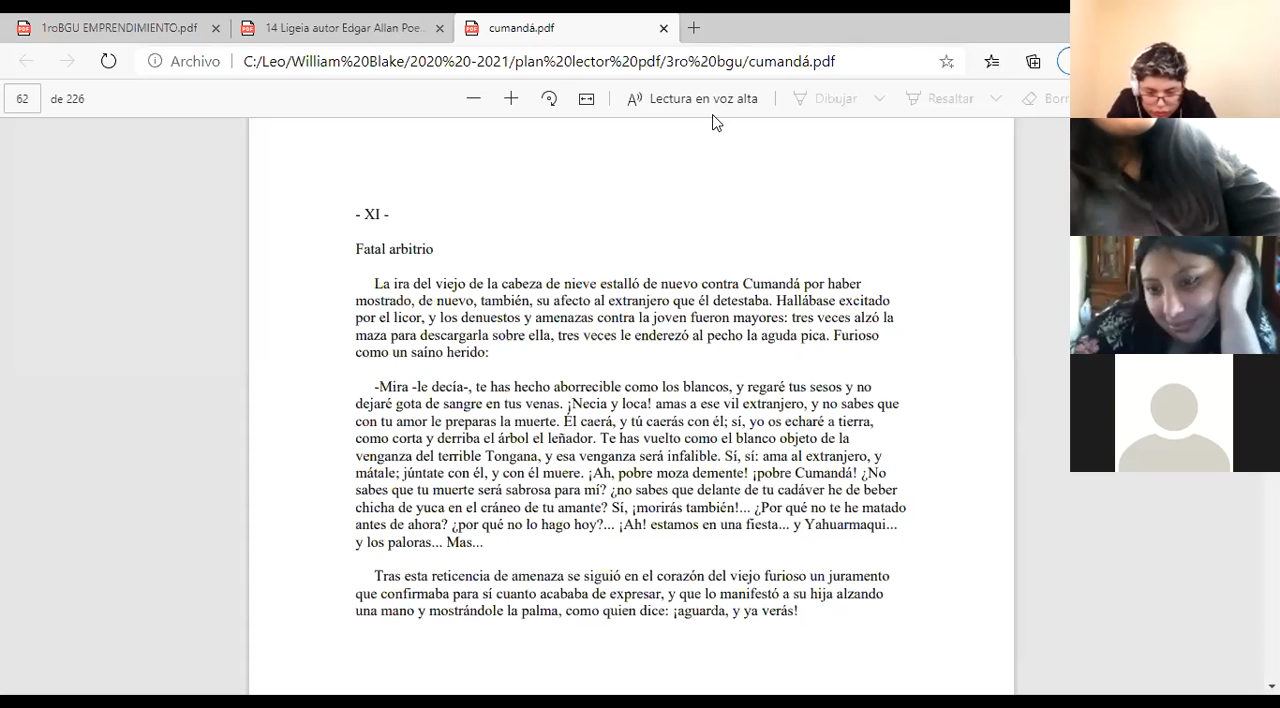 1roBGU EMPRENDIMIENTO.pdf
14 Ligeia autor Edgar Allan Poe...
cumandá.pdf
Archivo
C:/Leo/William%20Blake/2020%20-2021/plan%20lector%20pdf/3ro%20bgu/cumandá.pdf
62 de 226
Lectura en voz alta
Dibujar
Resaltar
Borr
- XI -
Fatal arbitrio
La ira del viejo de la cabeza de nieve estalló de nuevo contra Cumandá por haber
mostrado, de nuevo, también, su afecto al extranjero que él detestaba. Hallábase excitado
por el licor, y los denuestos y amenazas contra la joven fueron mayores: tres veces alzó la
maza para descargarla sobre ella, tres veces le enderezó al pecho la aguda pica. Furioso
como un saíno herido:
-Mira -le decía-, te has hecho aborrecible como los blancos, y regaré tus sesos y no
dejaré gota de sangre en tus venas. ¡Necia y loca! amas a ese vil extranjero, y no sabes que
con tu amor le preparas la muerte. Él caerá, y tú caerás con él; sí, yo os echaré a tierra,
como corta y derriba el árbol el leñador. Te has vuelto como el blanco objeto de la
venganza del terrible Tongana, y esa venganza será infalible. Sí, sí: ama al extranjero, y
mátale; júntate con él, y con él muere. ¡Ah, pobre moza demente! ¡pobre Cumandá! ¿No
sabes que tu muerte será sabrosa para mí? ¿no sabes que delante de tu cadáver he de beber
chicha de yuca en el cráneo de tu amante? Sí, ¡morirás también!... ¿Por qué no te he matado
antes de ahora? ¿por qué no lo hago hoy?... ¡Ah! estamos en una fiesta... y Yahuarmaqui...
y los paloras... Mas...
Tras esta reticencia de amenaza se siguió en el corazón del viejo furioso un juramento
que confirmaba para sí cuanto acababa de expresar, y que lo manifestó a su hija alzando
una mano y mostrándole la palma, como quien dice: ¡aguarda, y ya verás!